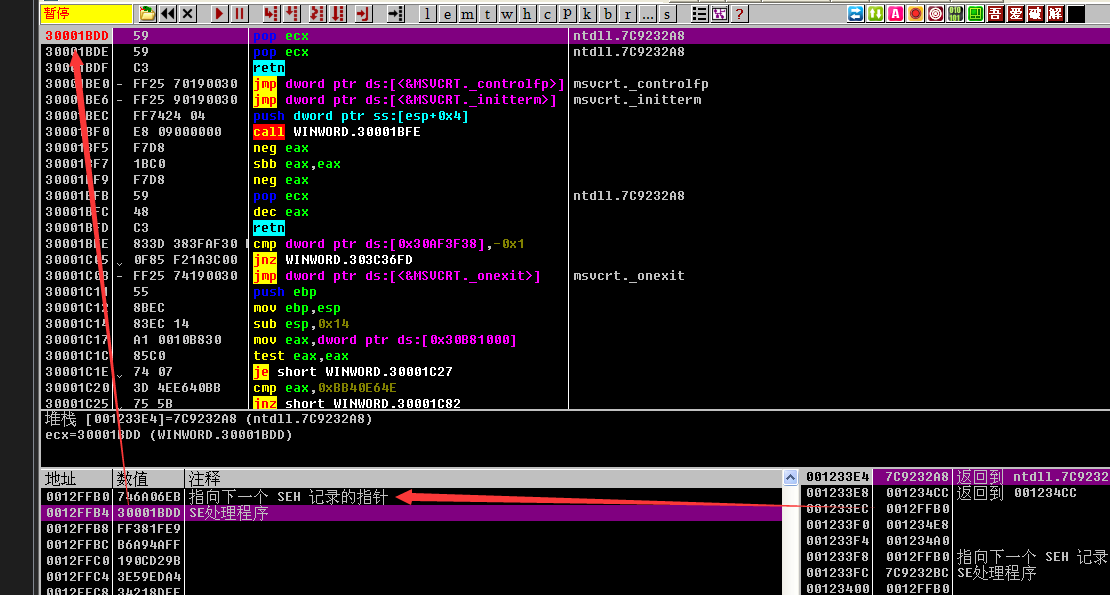 暂停 l e m t w h c p k b r ... s ? A 吾 爱 破 解
30001BDD 59 pop ecx ntdll.7C9232A8
30001BDE 59 pop ecx ntdll.7C9232A8
30001BDF C3 retn
30001BE0 - FF25 70190030 jmp dword ptr ds:[<&MSVCRT._controlfp>] msvcrt._controlfp
30001BE6 - FF25 90190030 jmp dword ptr ds:[<&MSVCRT._initterm>] msvcrt._initterm
30001BEC FF7424 04 push dword ptr ss:[esp+0x4]
30001BF0 E8 09000000 call WINWORD.30001BFE
30001BF5 F7D8 neg eax
30001BF7 1BC0 sbb eax,eax
30001BF9 F7D8 neg eax
30001BFB 59 pop ecx ntdll.7C9232A8
30001BFC 48 dec eax
30001BFD C3 retn
30001BFE 833D 383FAF30 cmp dword ptr ds:[0x30AF3F38],-0x1
30001C05 0F85 F21A3C00 jnz WINWORD.303C36FD
30001C0B - FF25 74190030 jmp dword ptr ds:[<&MSVCRT._onexit>] msvcrt._onexit
30001C11 55 push ebp
30001C12 8BEC mov ebp,esp
30001C14 83EC 14 sub esp,0x14
30001C17 A1 0010B830 mov eax,dword ptr ds:[0x30B81000]
30001C1C 85C0 test eax,eax
30001C1E 74 07 je short WINWORD.30001C27
30001C20 3D 4EE640BB cmp eax,0xBB40E64E
30001C25 75 5B jnz short WINWORD.30001C82
堆栈 [001233E4]=7C9232A8 (ntdll.7C9232A8)
ecx=30001BDD (WINWORD.30001BDD)
地址 数值 注释
0012FFB0 746A06EB 指向下一个 SEH 记录的指针
0012FFB4 30001BDD SE处理程序
0012FFB8 FF381FE9
0012FFBC B6A94AFF
0012FFC0 190CD29B
0012FFC4 3E59EDA4
0012FFC8 34218DFF
001233E4 7C9232A8 返回到 ntdll.7C9232
001233E8 001234CC 返回到 001234CC
001233EC 0012FFB0
001233F0 001234E8
001233F4 001234A0
001233F8 0012FFB0 指向下一个 SEH 记录
001233FC 7C9232BC SE处理程序
00123400 0012FFB0